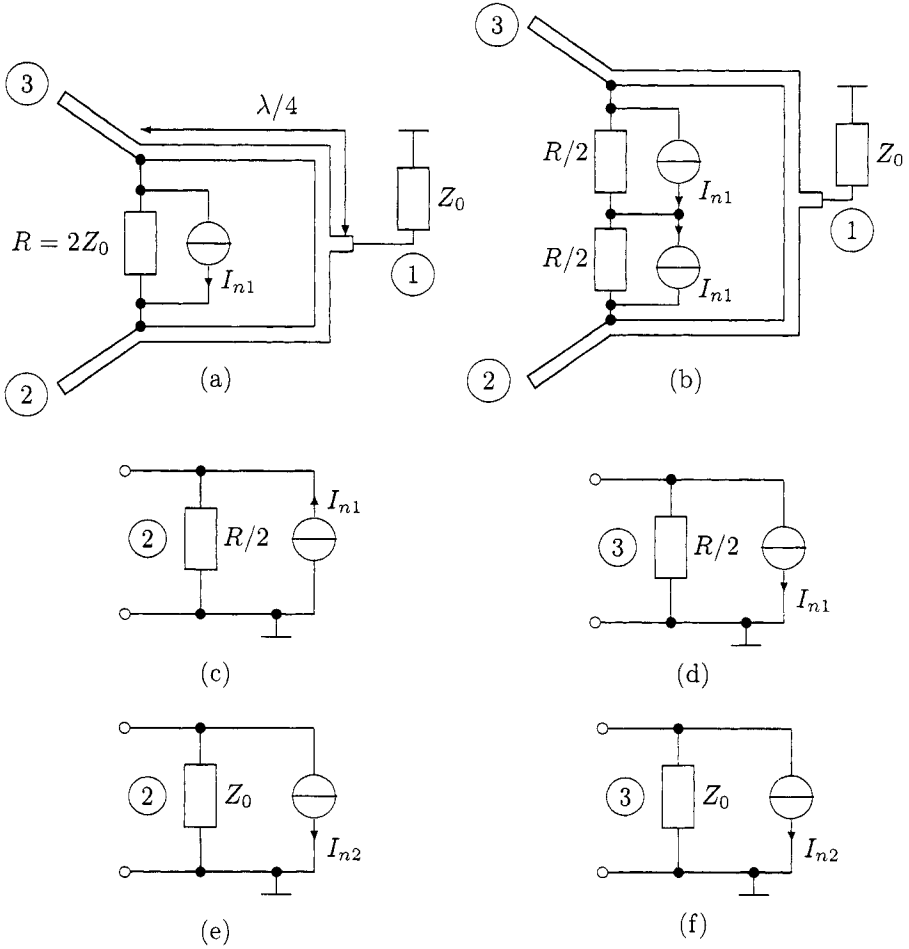 3
λ/4
Z0
R = 2Z0
In1
1
2
(a)
3
R/2
In1
R/2
In1
Z0
1
2
(b)
In1
2
R/2
(c)
3
R/2
In1
(d)
2
Z0
In2
(e)
3
Z0
In2
(f)